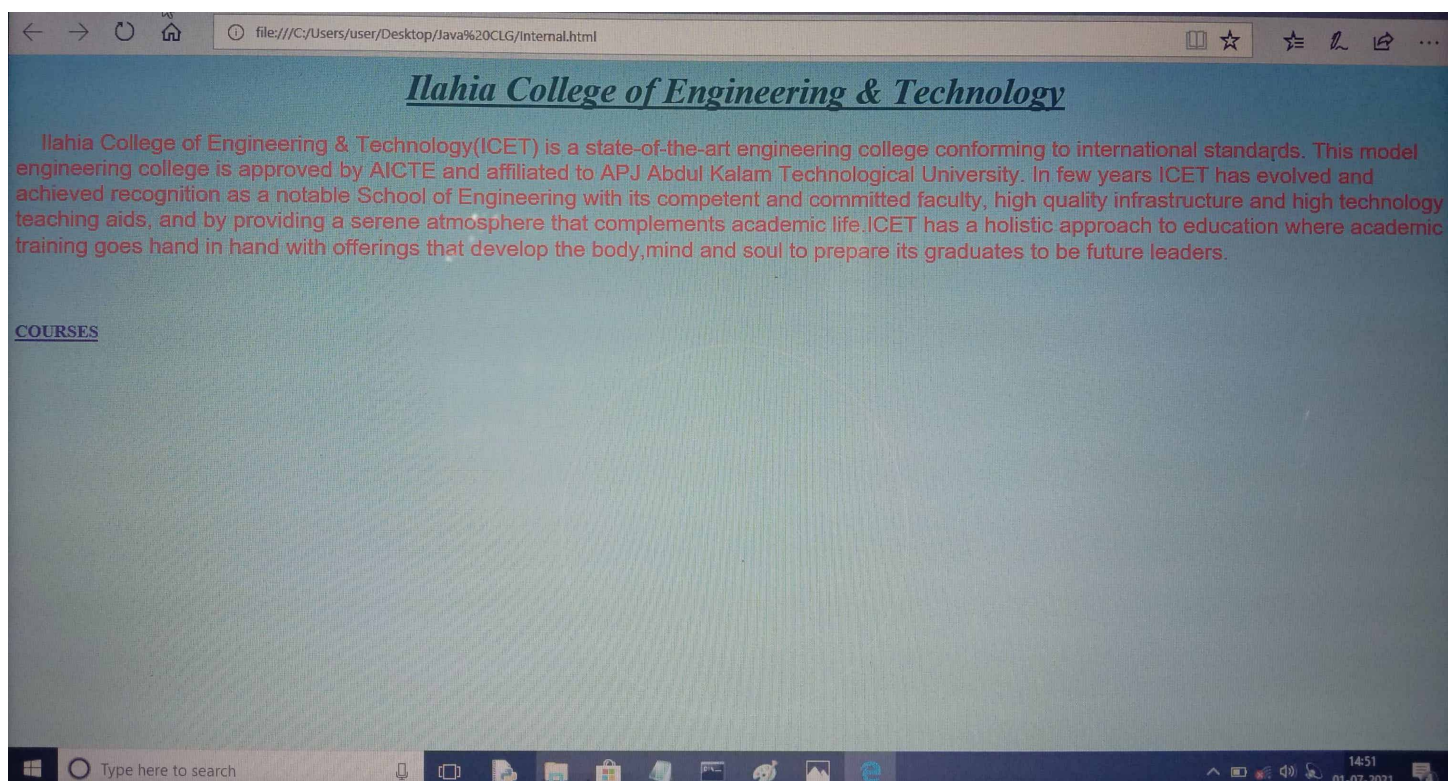 file:///C:/Users/user/Desktop/Java%20CLG/Internal.html
Ilahia College of Engineering & Technology
Ilahia College of Engineering & Technology(ICET) is a state-of-the-art engineering college conforming to international standards. This model
engineering college is approved by AICTE and affiliated to APJ Abdul Kalam Technological University. In few years ICET has evolved and
achieved recognition as a notable School of Engineering with its competent and committed faculty, high quality infrastructure and high technology
teaching aids, and by providing a serene atmosphere that complements academic life.ICET has a holistic approach to education where academic
training goes hand in hand with offerings that develop the body,mind and soul to prepare its graduates to be future leaders.
COURSES
Type here to search
14:51
01-07-2021